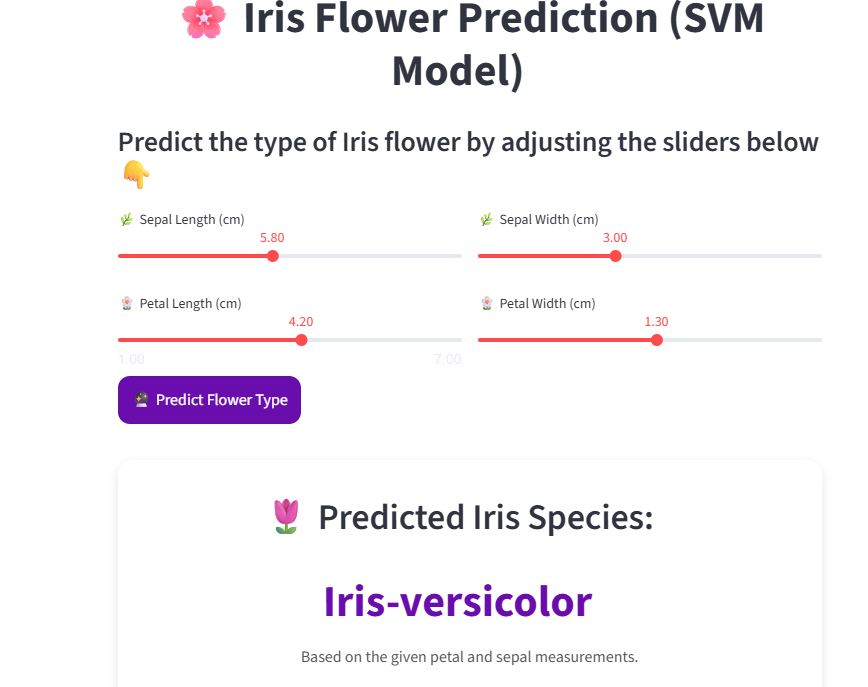 🌸 Iris Flower Prediction (SVM
Model)
Predict the type of Iris flower by adjusting the sliders below
👇
🌿 Sepal Length (cm)
5.80
🌿 Sepal Width (cm)
3.00
🌸 Petal Length (cm)
4.20
1.00
7.00
🌸 Petal Width (cm)
1.30
🔮 Predict Flower Type
🌷 Predicted Iris Species:
Iris-versicolor
Based on the given petal and sepal measurements.